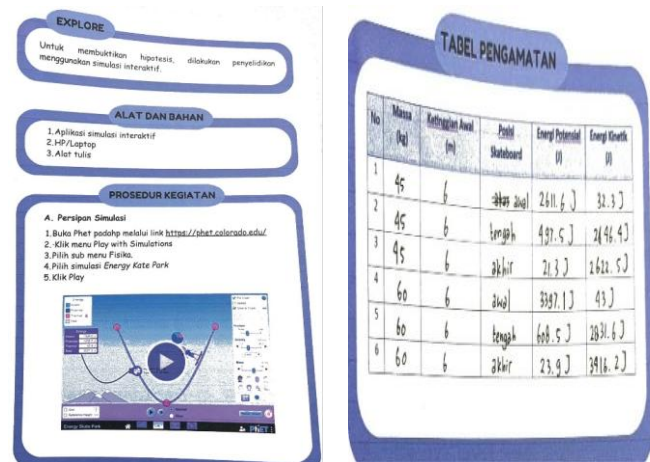 EXPLORE
Untuk membuktikan hipotesis, dilakukan penyelidikan
menggunakan simulasi interaktif.
ALAT DAN BAHAN
1.Aplikasi simulasi interaktif
2.HP/Laptop
3.Alat tulis
PROSEDUR KEGIATAN
A. Persipan Simulasi
1.Buka Phet padahp melalui link https://phet.colorado.edu/
2.Klik menu Play with Simulations
3.Pilih sub menu Fisika.
4.Pilih simulasi Energy Kate Park
5.Klik Play
Energy Skate Park
PhET
TABEL PENGAMATAN
No Massa (kg) Ketinggian Awal (m) Posisi Skateboard Energi Potensial (J) Energi Kinetik (J)
1 45 6 awal 2611.6 J 32.3 J
2 45 6 tengah 497.5 J 2646.4 J
3 45 6 akhir 21.3 J 2622.5 J
4 60 6 awal 3397.1 J 43 J
5 60 6 tengah 608.5 J 2831.6 J
6 60 6 akhir 23.9 J 3416.2 J